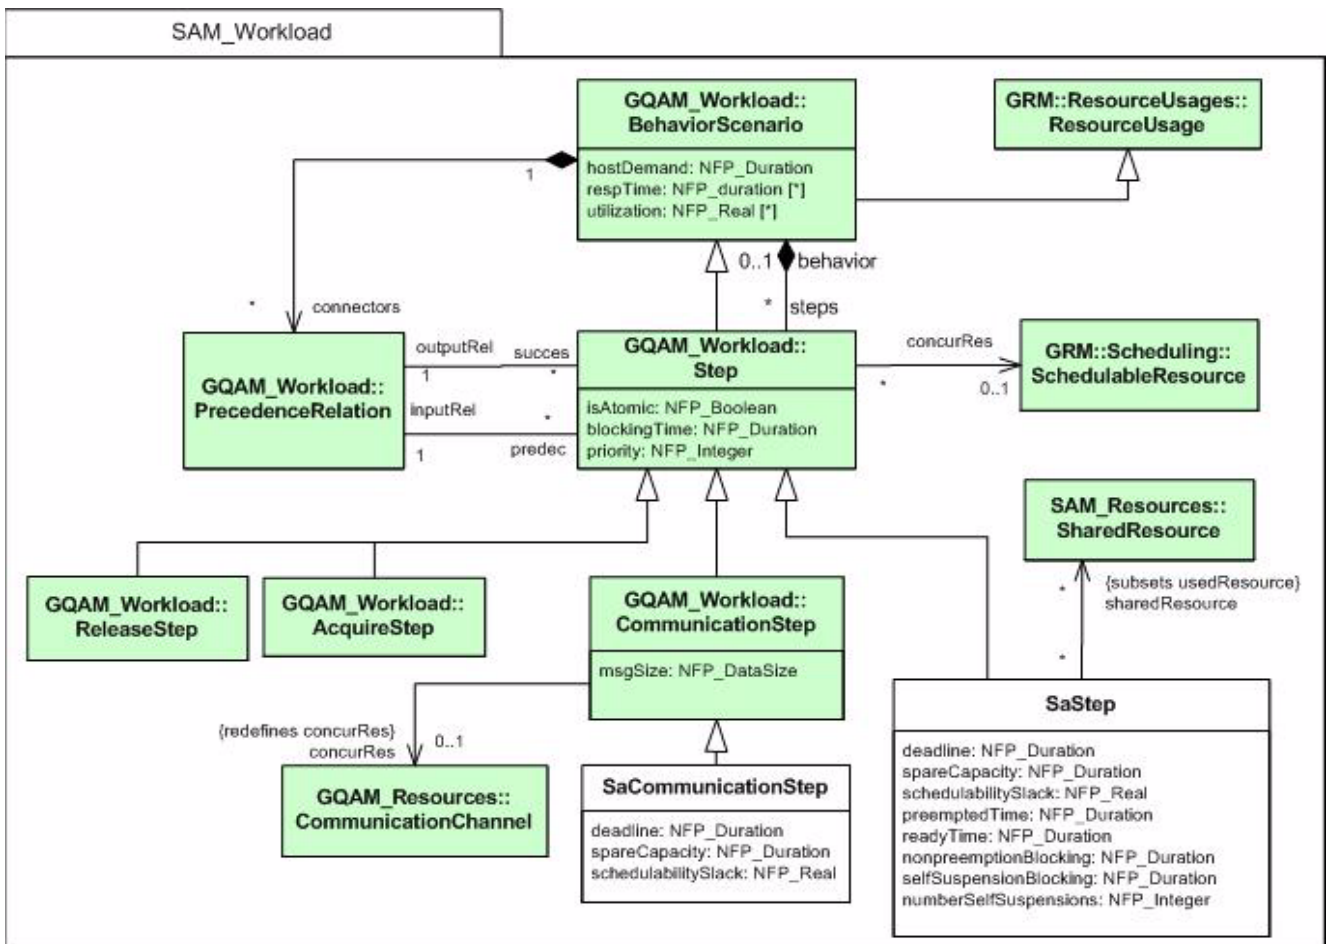 SAM_Workload
GQAM_Workload::
BehaviorScenario
hostDemand: NFP_Duration
respTime: NFP_duration [*]
utilization: NFP_Real [*]
GRM::ResourceUsages::
ResourceUsage
1
0..1
behavior
*
steps
*
connectors
GQAM_Workload::
PrecedenceRelation
outputRel
1
succes
*
inputRel
1
*
predec
GQAM_Workload::
Step
isAtomic: NFP_Boolean
blockingTime: NFP_Duration
priority: NFP_Integer
concurRes
*
0..1
GRM::Scheduling::
SchedulableResource
SAM_Resources::
SharedResource
*
{subsets usedResource}
sharedResource
*
GQAM_Workload::
ReleaseStep
GQAM_Workload::
AcquireStep
GQAM_Workload::
CommunicationStep
msgSize: NFP_DataSize
{redefines concurRes}
concurRes
0..1
GQAM_Resources::
CommunicationChannel
SaCommunicationStep
deadline: NFP_Duration
spareCapacity: NFP_Duration
schedulabilitySlack: NFP_Real
SaStep
deadline: NFP_Duration
spareCapacity: NFP_Duration
schedulabilitySlack: NFP_Real
preemptedTime: NFP_Duration
readyTime: NFP_Duration
nonpreemptionBlocking: NFP_Duration
selfSuspensionBlocking: NFP_Duration
numberSelfSuspensions: NFP_Integer